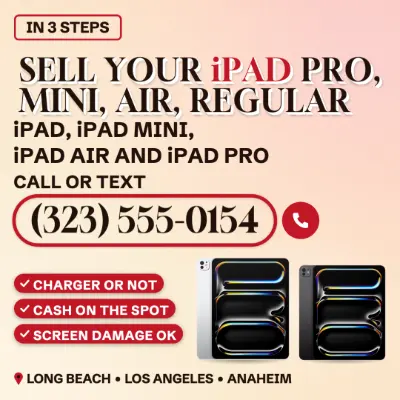 IN 3 STEPS
SELL YOUR iPAD PRO,
MINI, AIR, REGULAR
iPAD, iPAD MINI,
iPAD AIR AND iPAD PRO
CALL OR TEXT
(323) 555-0154
CHARGER OR NOT
CASH ON THE SPOT
SCREEN DAMAGE OK
LONG BEACH • LOS ANGELES • ANAHEIM